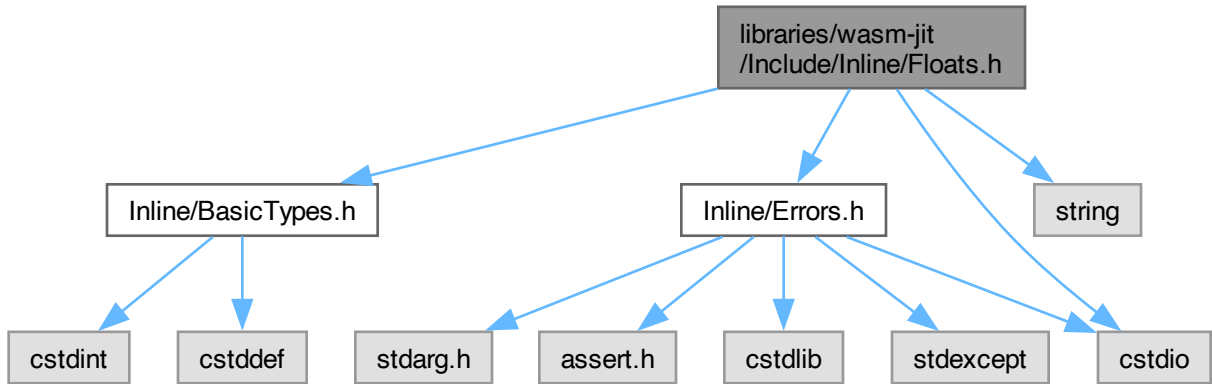 libraries/wasm-jit
/Include/Inline/Floats.h
Inline/BasicTypes.h
Inline/Errors.h
string
cstdint
cstddef
stdarg.h
assert.h
cstdlib
stdexcept
cstdio